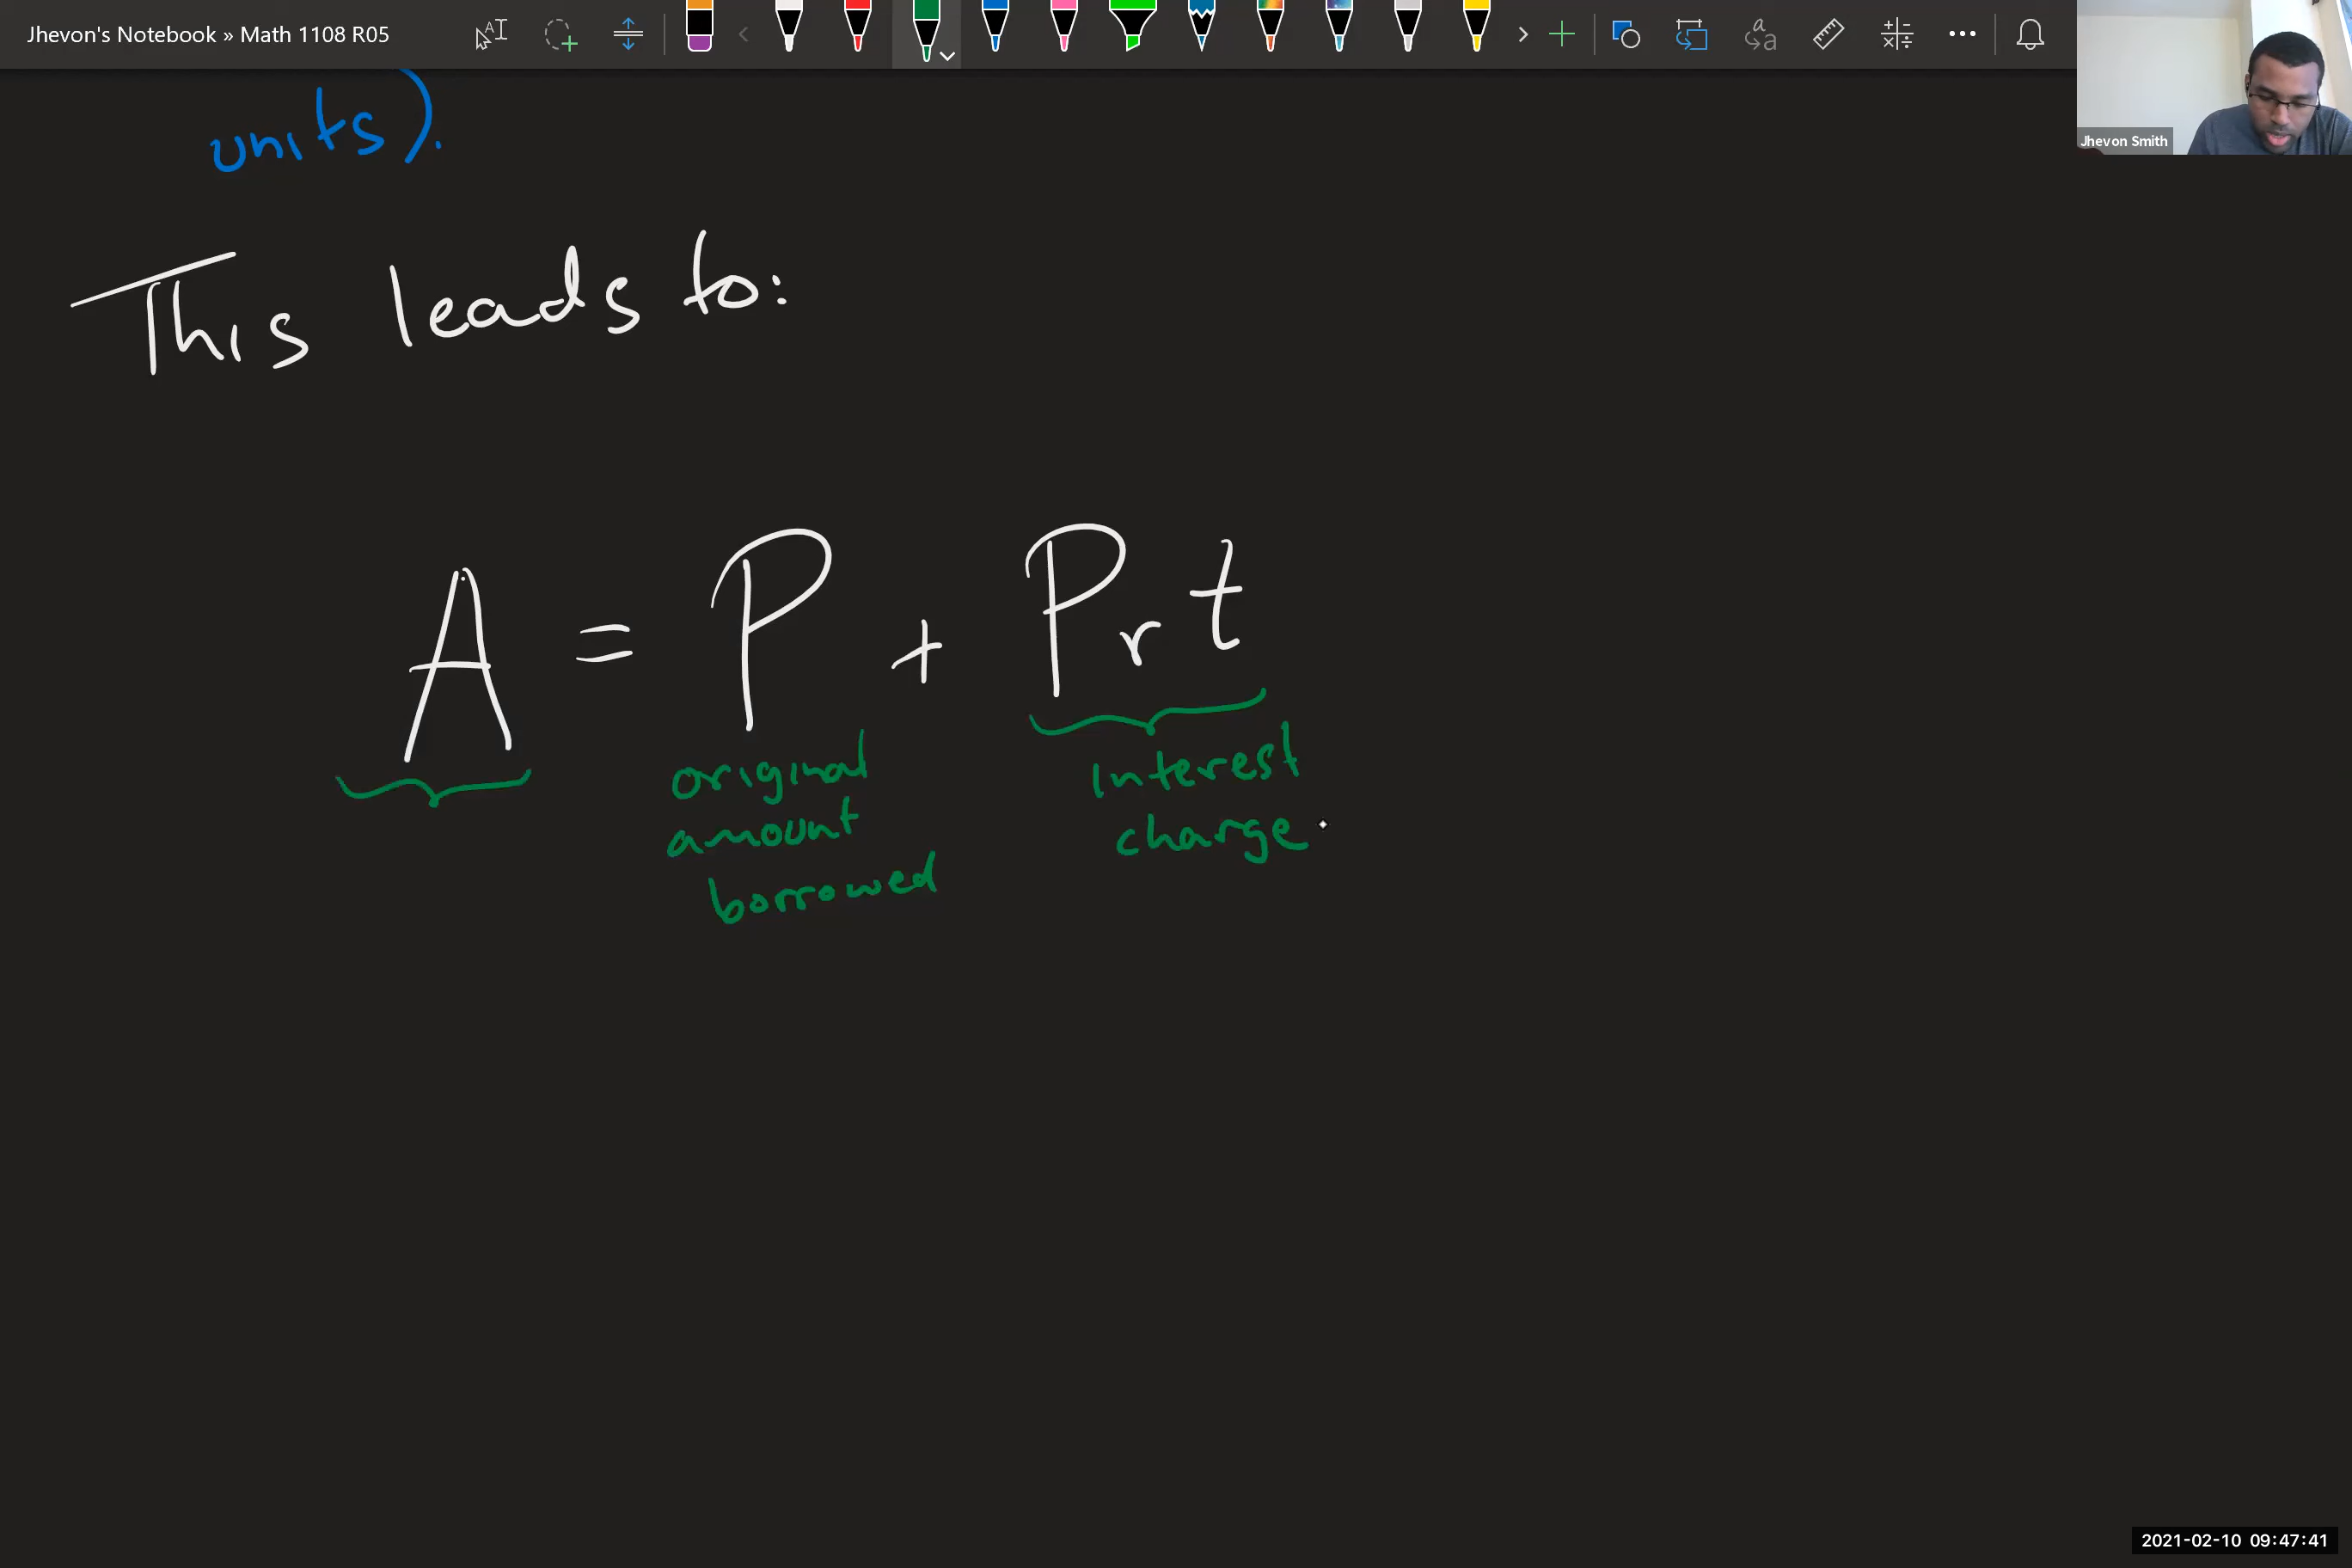 Jhevon's Notebook » Math 1108 R05
Jhevon Smith
units).
This leads to:
A = P + Prt
original
amount
borrowed
interest
charge
2021-02-10 09:47:41